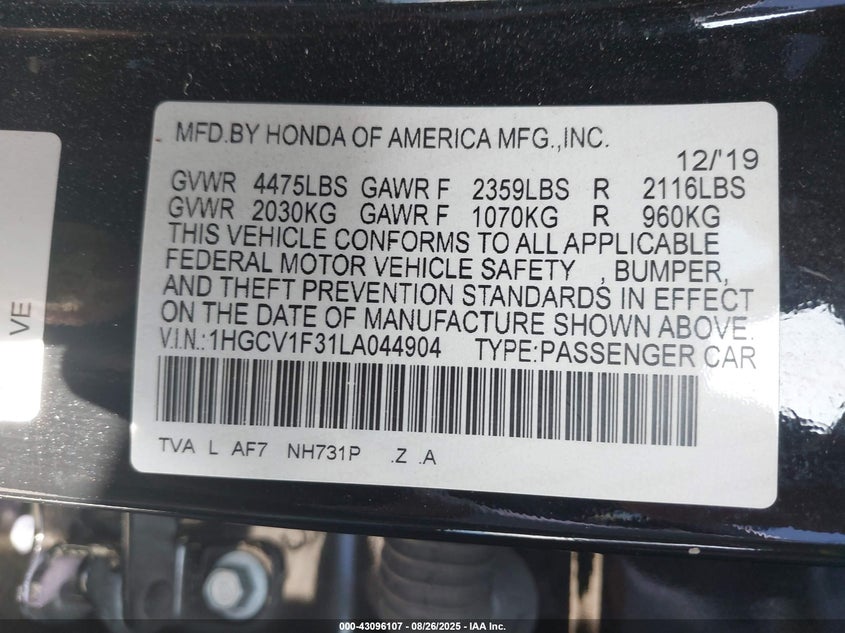 MFD.BY HONDA OF AMERICA MFG.,INC.
12/'19
GVWR 4475LBS GAWR F 2359LBS R 2116LBS
GVWR 2030KG GAWR F 1070KG R 960KG
THIS VEHICLE CONFORMS TO ALL APPLICABLE
FEDERAL MOTOR VEHICLE SAFETY , BUMPER,
AND THEFT PREVENTION STANDARDS IN EFFECT
ON THE DATE OF MANUFACTURE SHOWN ABOVE.
V.I.N.:1HGCV1F31LA044904 TYPE:PASSENGER CAR
TVA L AF7 NH731P .Z .A
VE
000-43096107 - 08/26/2025 - IAA Inc.